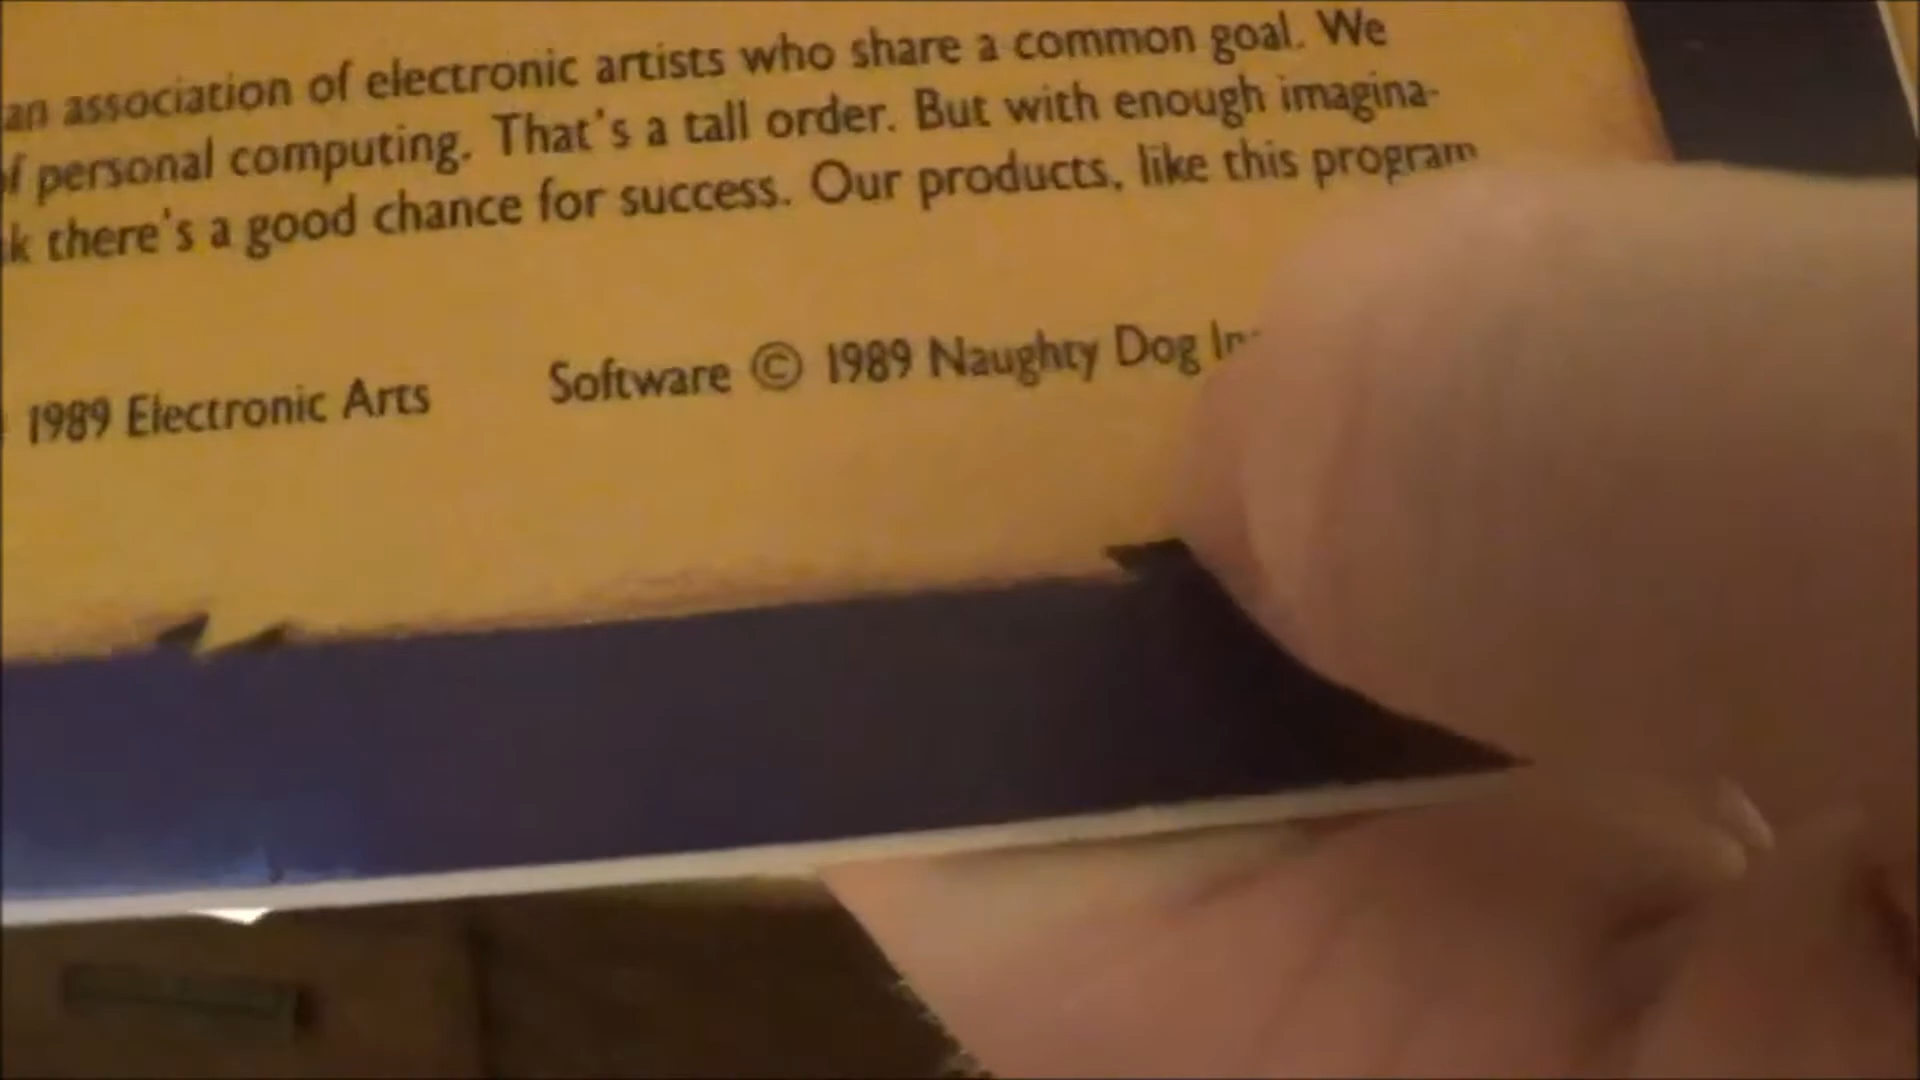 an association of electronic artists who share a common goal. We
of personal computing. That's a tall order. But with enough imagina-
there's a good chance for success. Our products, like this program
1989 Electronic Arts Software © 1989 Naughty Dog